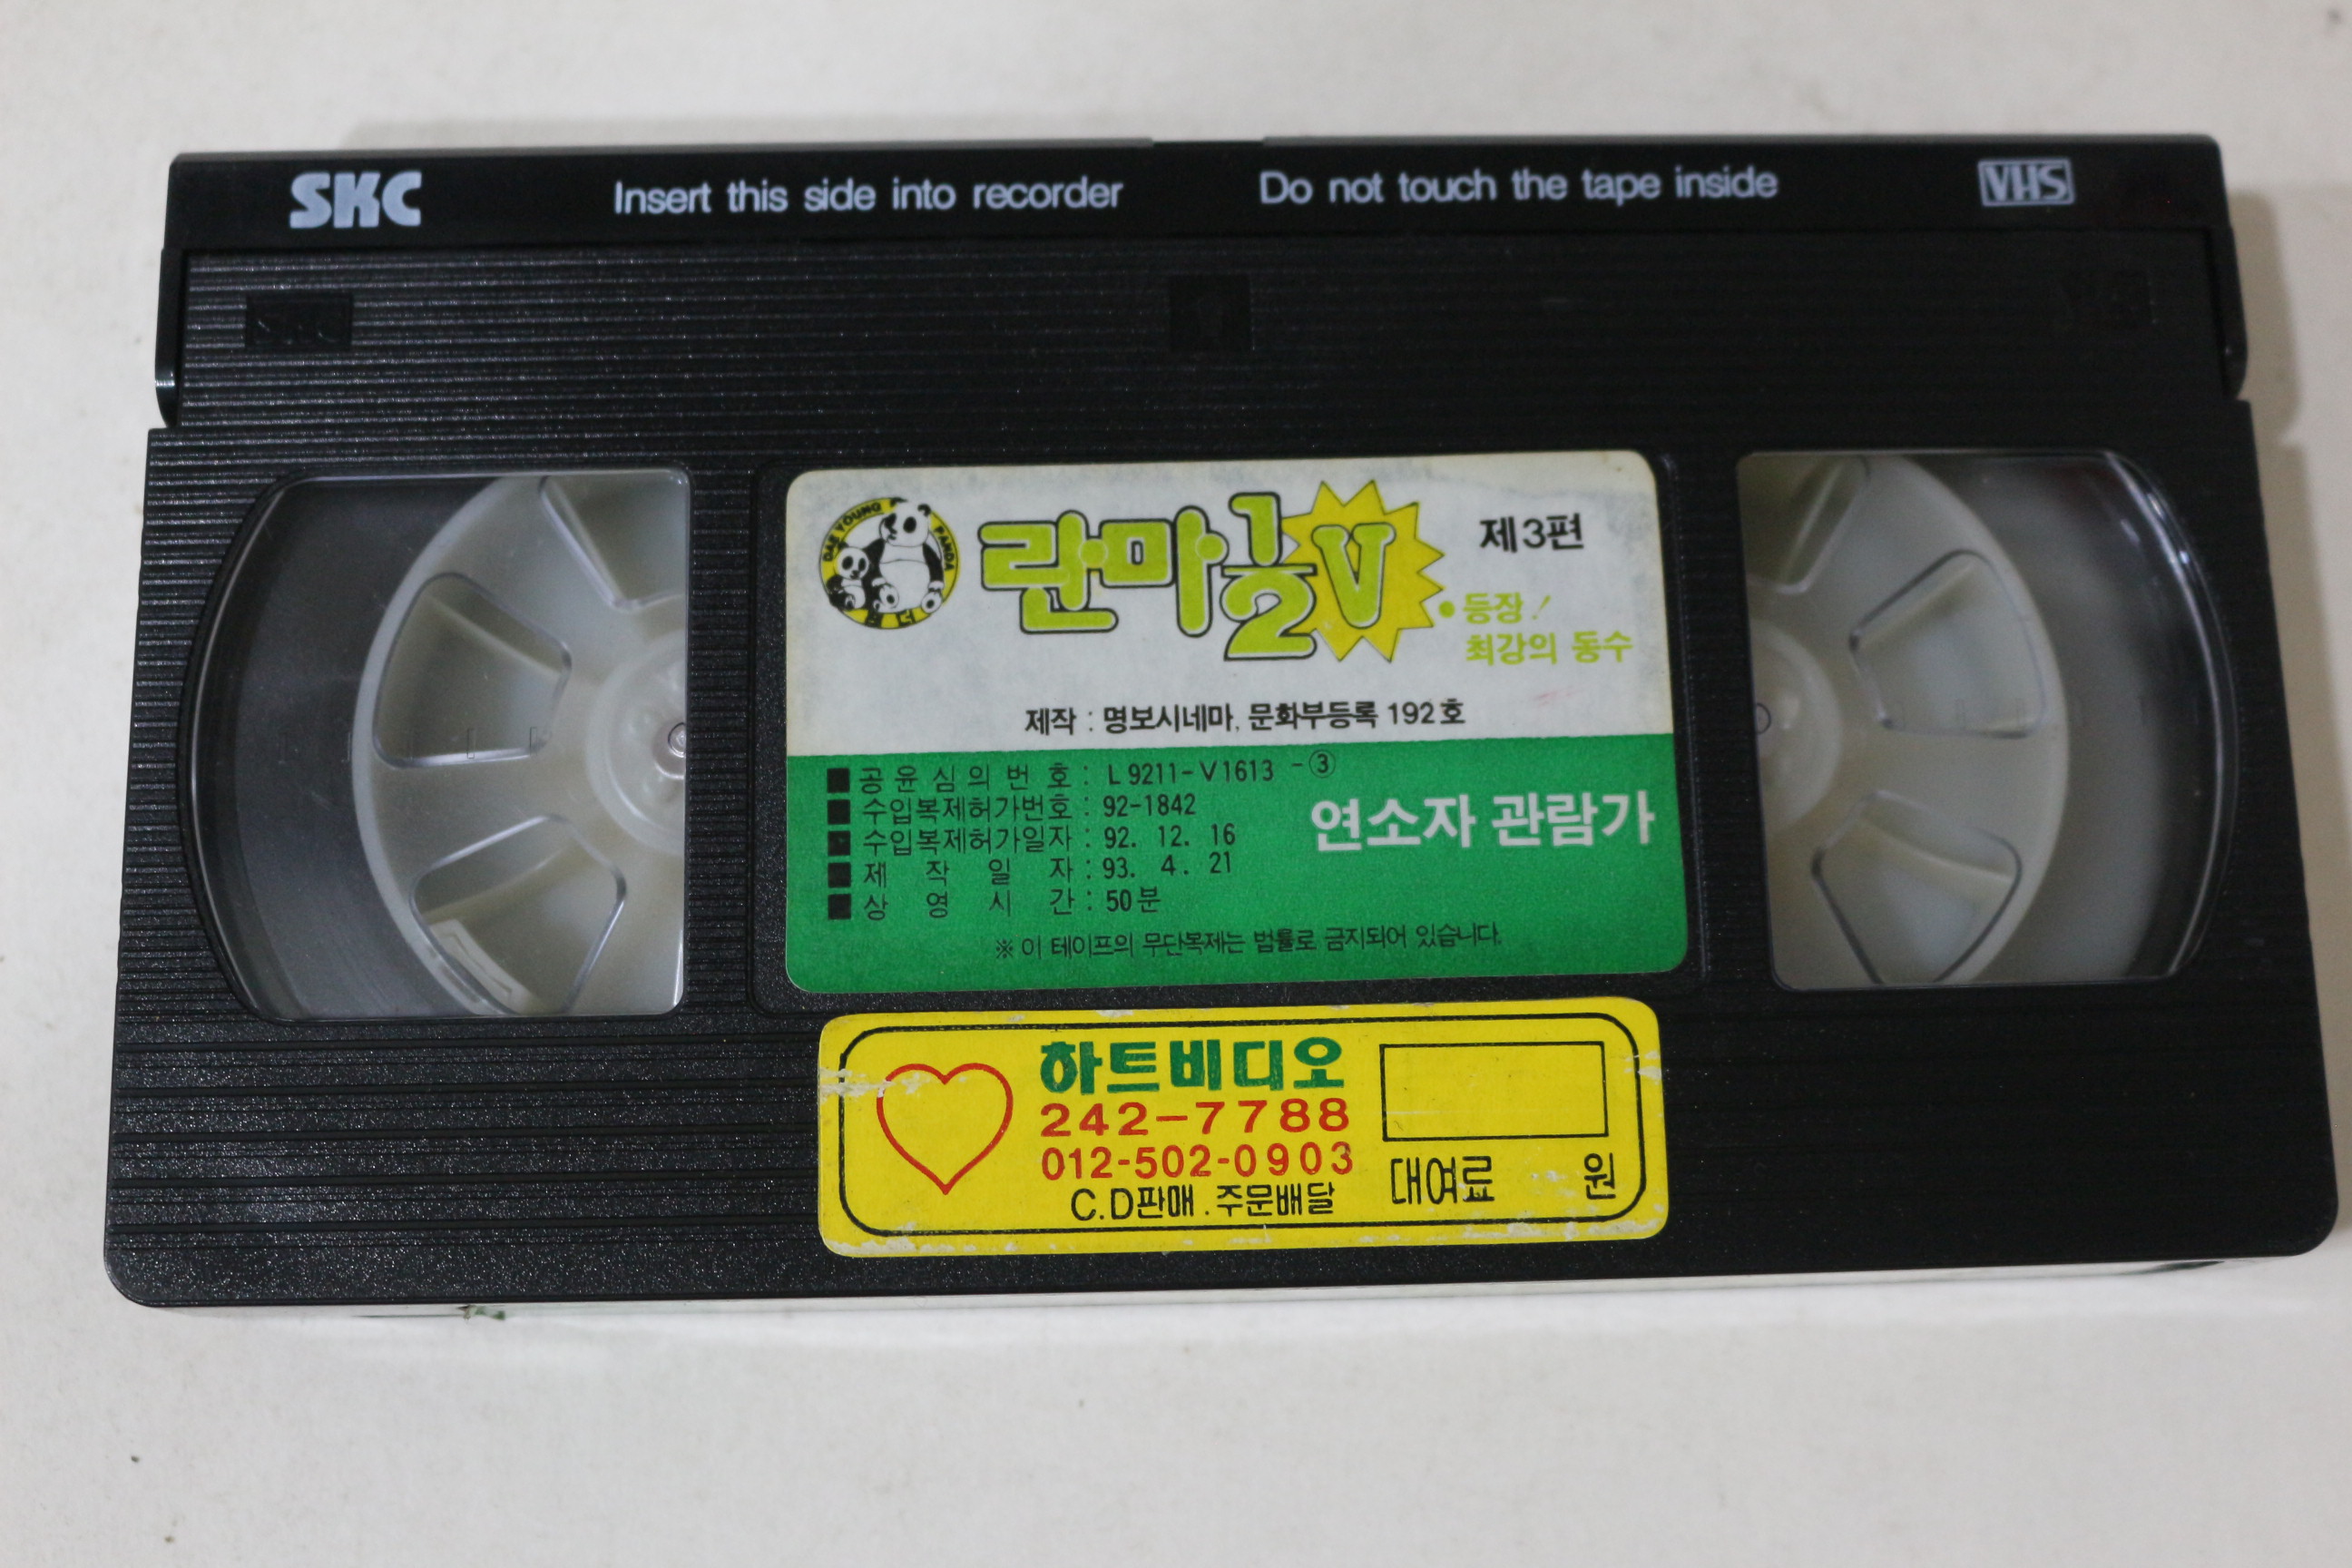 SKC
Insert this side into recorder
Do not touch the tape inside
VHS
DAE YOUNG PANDA
란마 1/2 V
제3편
• 등장!
최강의 동수
제작 : 명보시네마, 문화부등록 192호
■ 공윤심의번호 : L 9211-V1613 -③
■ 수입복제허가번호 : 92-1842
■ 수입복제허가일자 : 92. 12. 16
■ 제작일자 : 93. 4. 21
■ 상영시간 : 50분
연소자 관람가
※ 이 테이프의 무단복제는 법률로 금지되어 있습니다.
하트비디오
242-7788
012-502-0903
C.D판매 . 주문배달
대여료 원